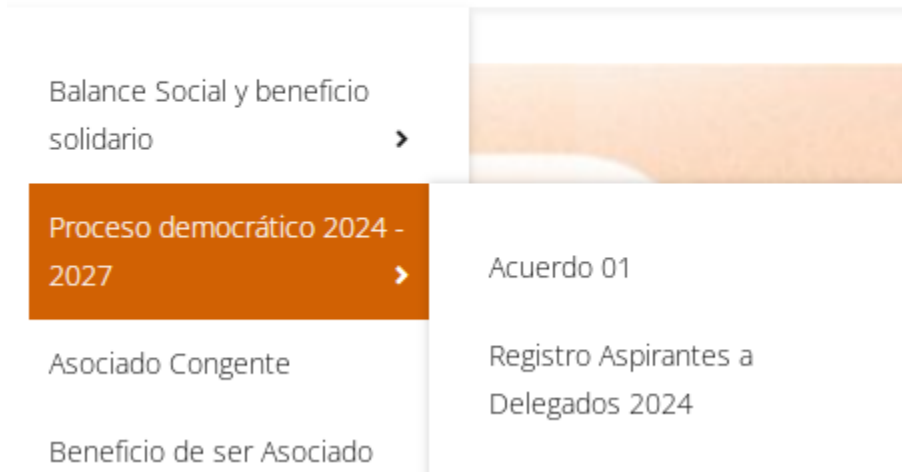 Balance Social y beneficio
solidario
Proceso democrático 2024 -
2027
Asociado Congente
Beneficio de ser Asociado
Acuerdo 01
Registro Aspirantes a
Delegados 2024